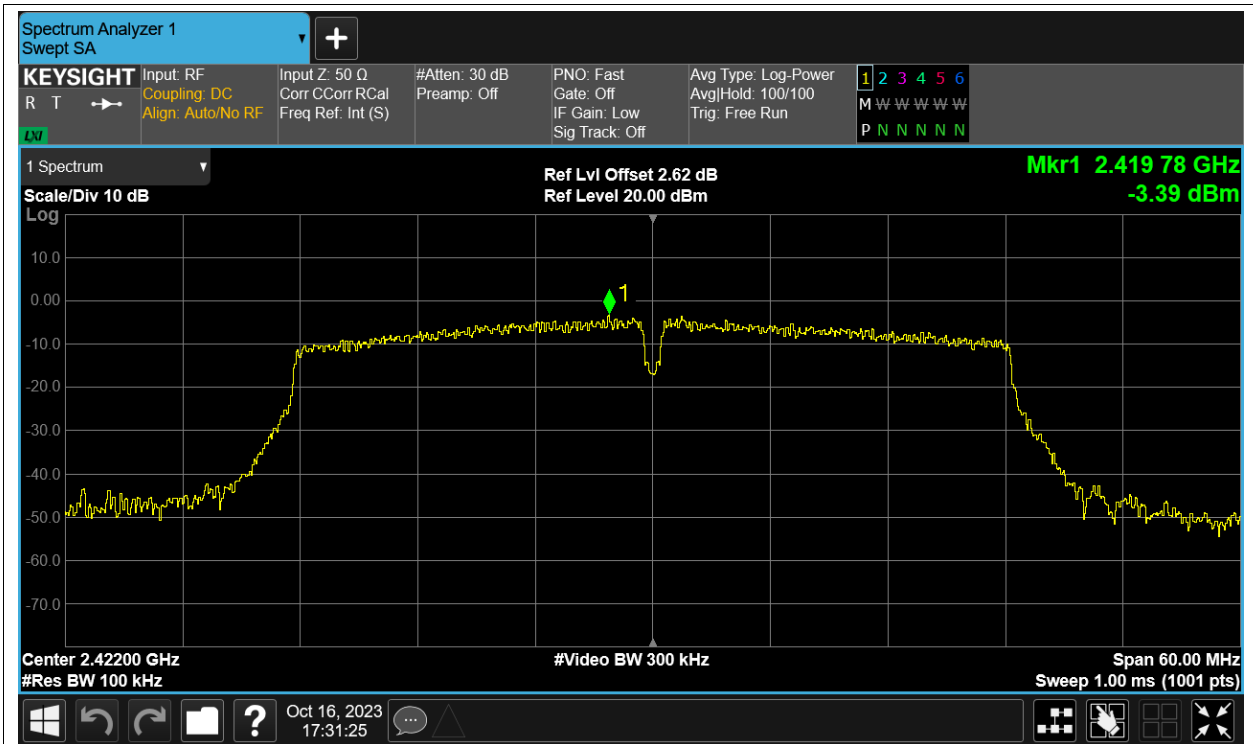 Spectrum Analyzer 1
Swept SA
KEYSIGHT
R T
LXI
Input: RF
Coupling: DC
Align: Auto/No RF
Input Z: 50 Ω
Corr CCorr RCal
Freq Ref: Int (S)
#Atten: 30 dB
Preamp: Off
PNO: Fast
Gate: Off
IF Gain: Low
Sig Track: Off
Avg Type: Log-Power
Avg|Hold: 100/100
Trig: Free Run
1 2 3 4 5 6
M W W W W W
P N N N N N
1 Spectrum
Scale/Div 10 dB
Ref Lvl Offset 2.62 dB
Ref Level 20.00 dBm
Mkr1 2.419 78 GHz
-3.39 dBm
Log
10.0
0.00
-10.0
-20.0
-30.0
-40.0
-50.0
-60.0
-70.0
1
Center 2.42200 GHz
#Video BW 300 kHz
Span 60.00 MHz
#Res BW 100 kHz
Sweep 1.00 ms (1001 pts)
?
Oct 16, 2023
17:31:25